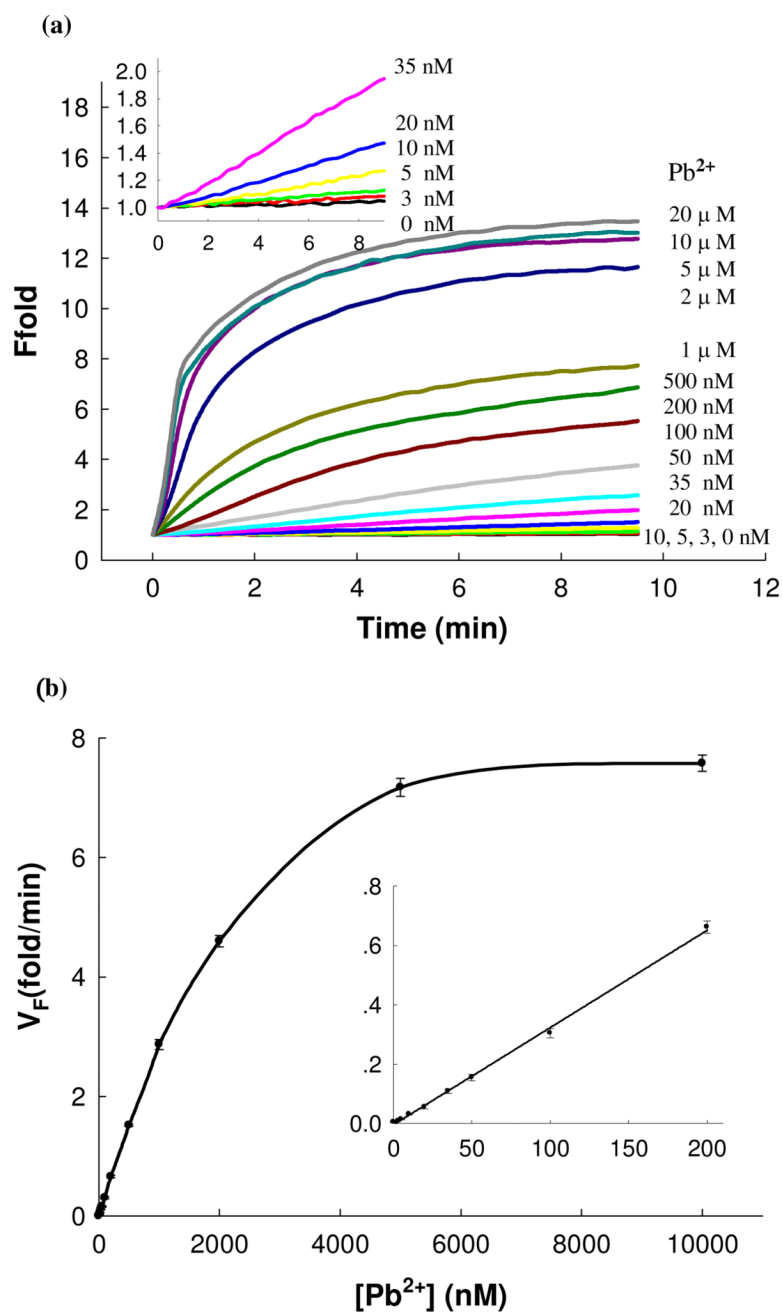 (a)
2.0
1.8
1.6
1.4
1.2
1.0
0 2 4 6 8
35 nM
20 nM
10 nM
5 nM
3 nM
0 nM
18
16
14
12
10
8
6
4
2
0
Ffold
Pb²⁺
20 μ M
10 μ M
5 μ M
2 μ M
1 μ M
500 nM
200 nM
100 nM
50 nM
35 nM
20 nM
10, 5, 3, 0 nM
0 2 4 6 8 10 12
Time (min)
(b)
8
6
4
2
0
V_F(fold/min)
.8
.6
.4
.2
0.0
0 50 100 150 200
0 2000 4000 6000 8000 10000
[Pb²⁺] (nM)